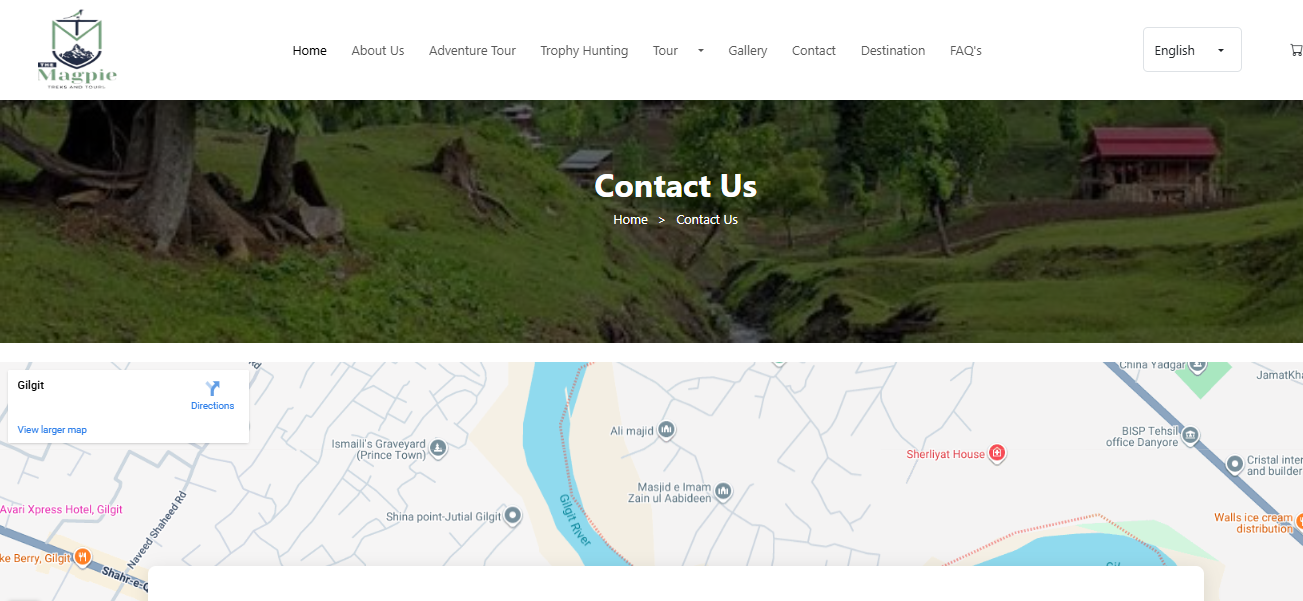 THE
Magpie
TREKS AND TOURS
Home About Us Adventure Tour Trophy Hunting Tour Gallery Contact Destination FAQ's
English
Contact Us
Home > Contact Us
Gilgit
Directions
View larger map
China Yadgar
JamatKha
Ali majid
BISP Tehsil
office Danyore
Ismaili's Graveyard
(Prince Town)
Sherliyat House
Cristal inter
and builder
Masjid e Imam
Zain ul Aabideen
Naveed Shaheed Rd
Avari Xpress Hotel, Gilgit
Shina point-Jutial Gilgit
Gilgit River
Walls ice cream
distribution
ke Berry, Gilgit
Shahr-e-Q
Gil